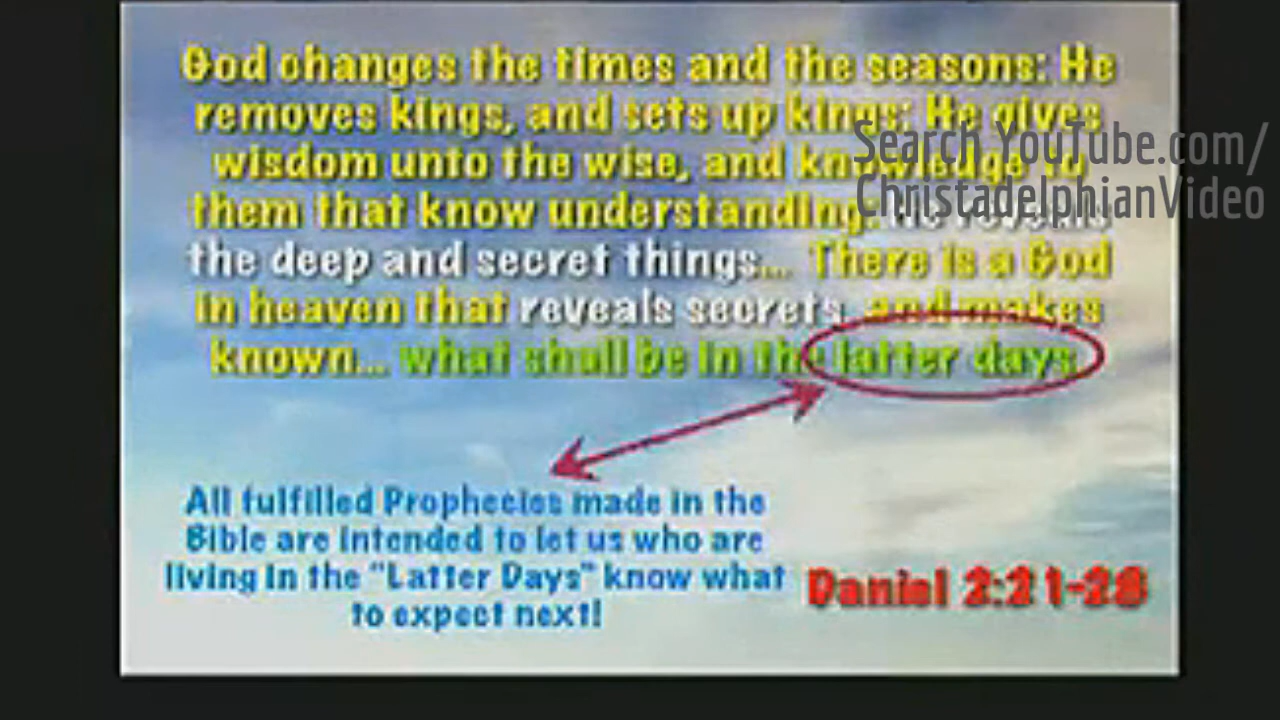 God changes the times and the seasons: He
removes kings, and sets up kings: He gives
wisdom unto the wise, and knowledge to
them that know understanding: He reveals
the deep and secret things... There is a God
in heaven that reveals secrets, and makes
known... what shall be in the latter days.
Search YouTube.com/
ChristadelphianVideo
All fulfilled Prophecies made in the
Bible are intended to let us who are
living in the "Latter Days" know what
to expect next!
Daniel 2:21-28